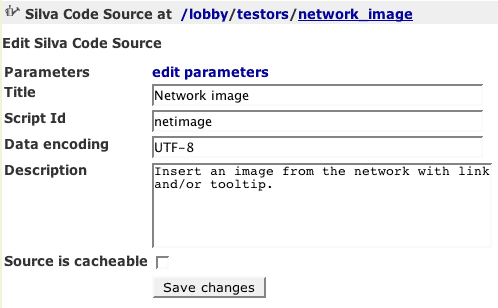 Silva Code Source at /lobby/testors/network_image
Edit Silva Code Source
Parameters edit parameters
Title Network image
Script Id netimage
Data encoding UTF-8
Description Insert an image from the network with link
and/or tooltip.
Source is cacheable
Save changes